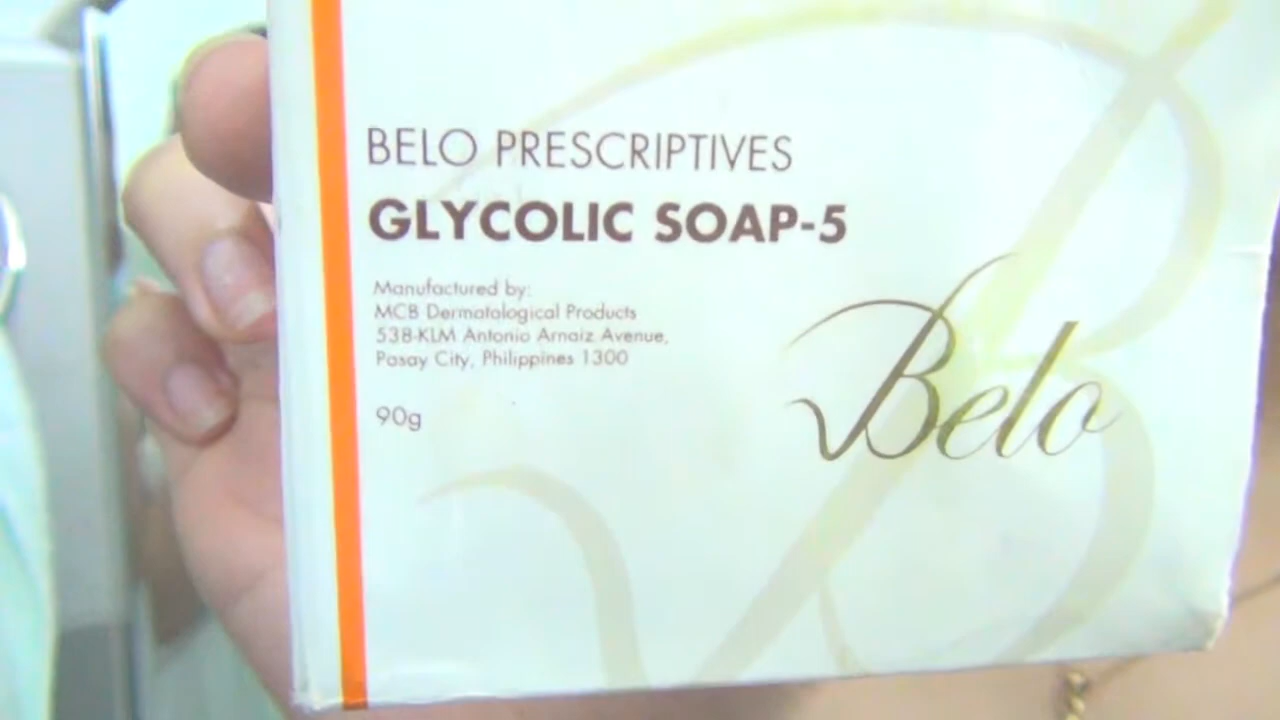 BELO PRESCRIPTIVES
GLYCOLIC SOAP-5
Manufactured by:
MCB Dermatological Products
538-KLM Antonio Arnaiz Avenue,
Pasay City, Philippines 1300
90g
Belo